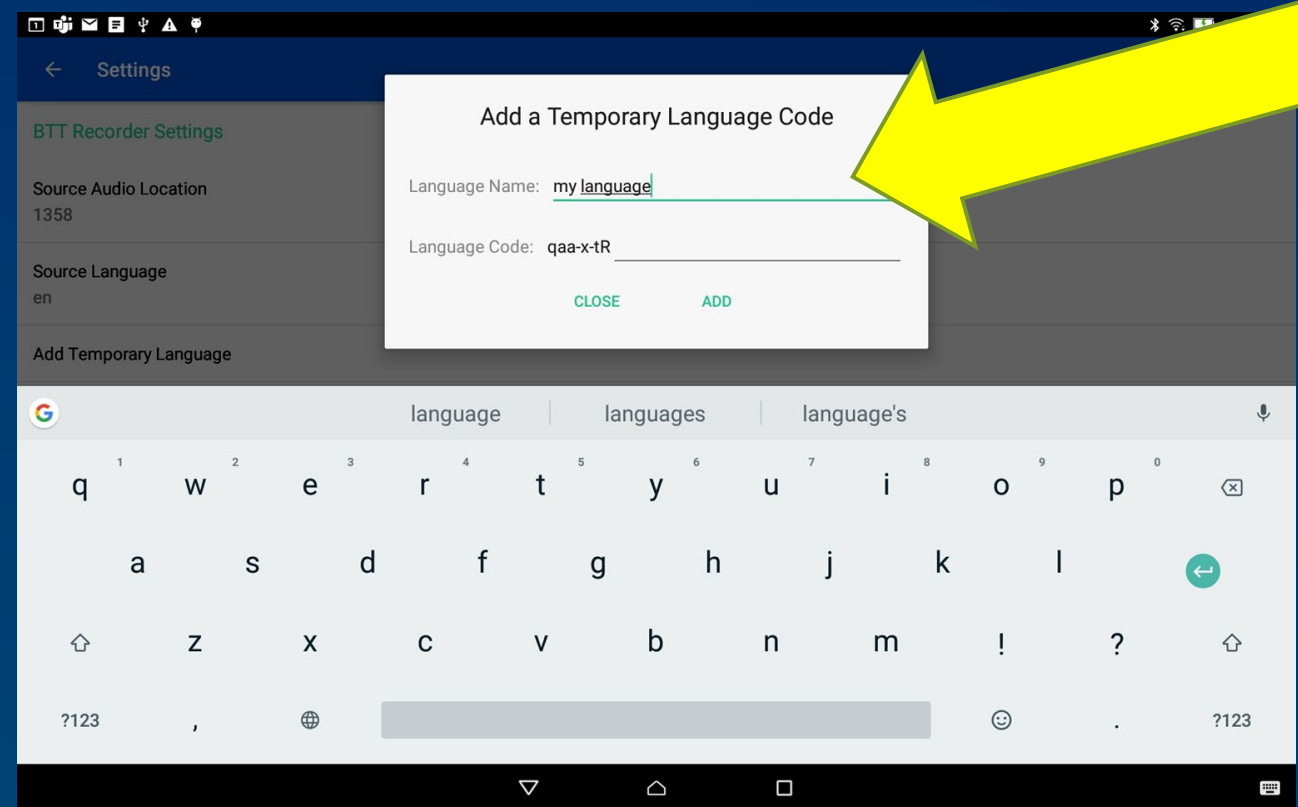 Settings
Add a Temporary Language Code
BTT Recorder Settings
Language Name: my language
Source Audio Location
1358
Language Code: qaa-x-tR
Source Language
en
CLOSE ADD
Add Temporary Language
G
language languages language's
1 2 3 4 5 6 7 8 9 0
q w e r t y u i o p
a s d f g h j k l
z x c v b n m ! ?
?123 , . ?123